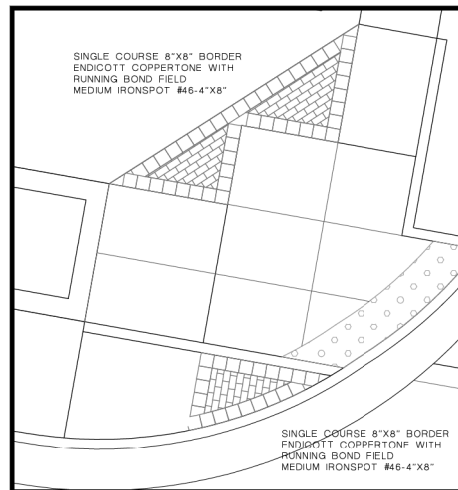 SINGLE COURSE 8"X8" BORDER
ENDICOTT COPPERTONE WITH
RUNNING BOND FIELD
MEDIUM IRONSPOT #46-4"X8"
SINGLE COURSE 8"X8" BORDER
ENDICOTT COPPERTONE WITH
RUNNING BOND FIELD
MEDIUM IRONSPOT #46-4"X8"